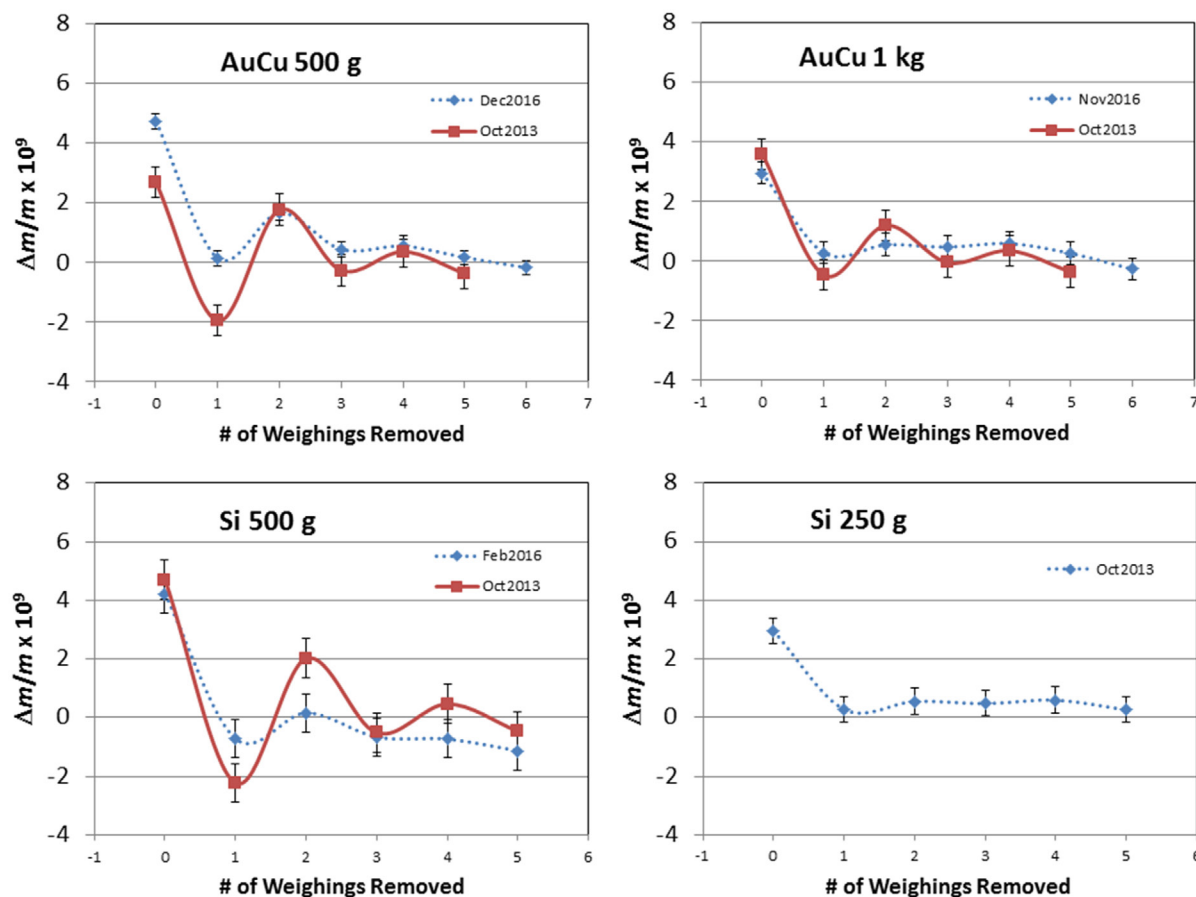 AuCu 500 g
Dec2016
Oct2013
Δm/m x 10⁹
8
6
4
2
0
-2
-4
-1 0 1 2 3 4 5 6 7
# of Weighings Removed
AuCu 1 kg
Nov2016
Oct2013
Δm/m x 10⁹
8
6
4
2
0
-2
-4
-1 0 1 2 3 4 5 6 7
# of Weighings Removed
Si 500 g
Feb2016
Oct2013
Δm/m x 10⁹
8
6
4
2
0
-2
-4
-1 0 1 2 3 4 5 6
# of Weighings Removed
Si 250 g
Oct2013
Δm/m x 10⁹
8
6
4
2
0
-2
-4
-1 0 1 2 3 4 5 6
# of Weighings Removed